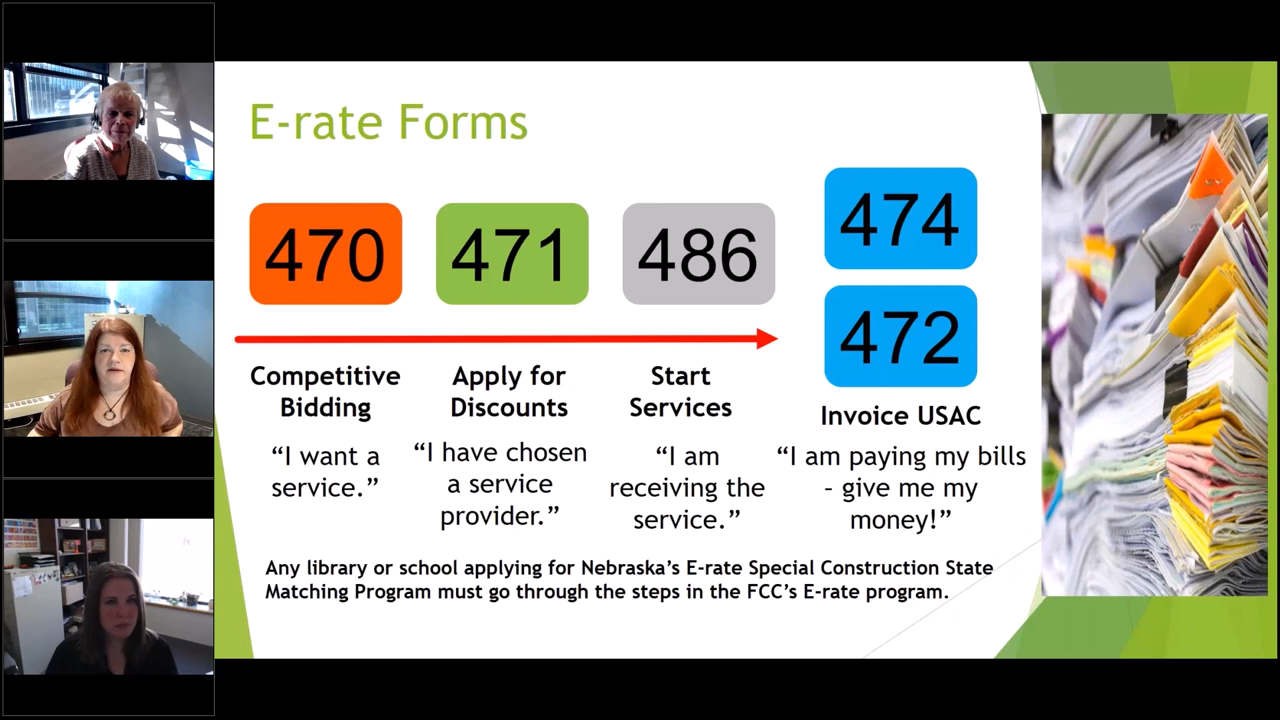 E-rate Forms
470
471
486
474
472
Competitive
Bidding
Apply for
Discounts
Start
Services
Invoice USAC
“I want a
service.”
“I have chosen
a service
provider.”
“I am
receiving the
service.”
“I am paying my bills
– give me my
money!”
Any library or school applying for Nebraska’s E-rate Special Construction State
Matching Program must go through the steps in the FCC’s E-rate program.